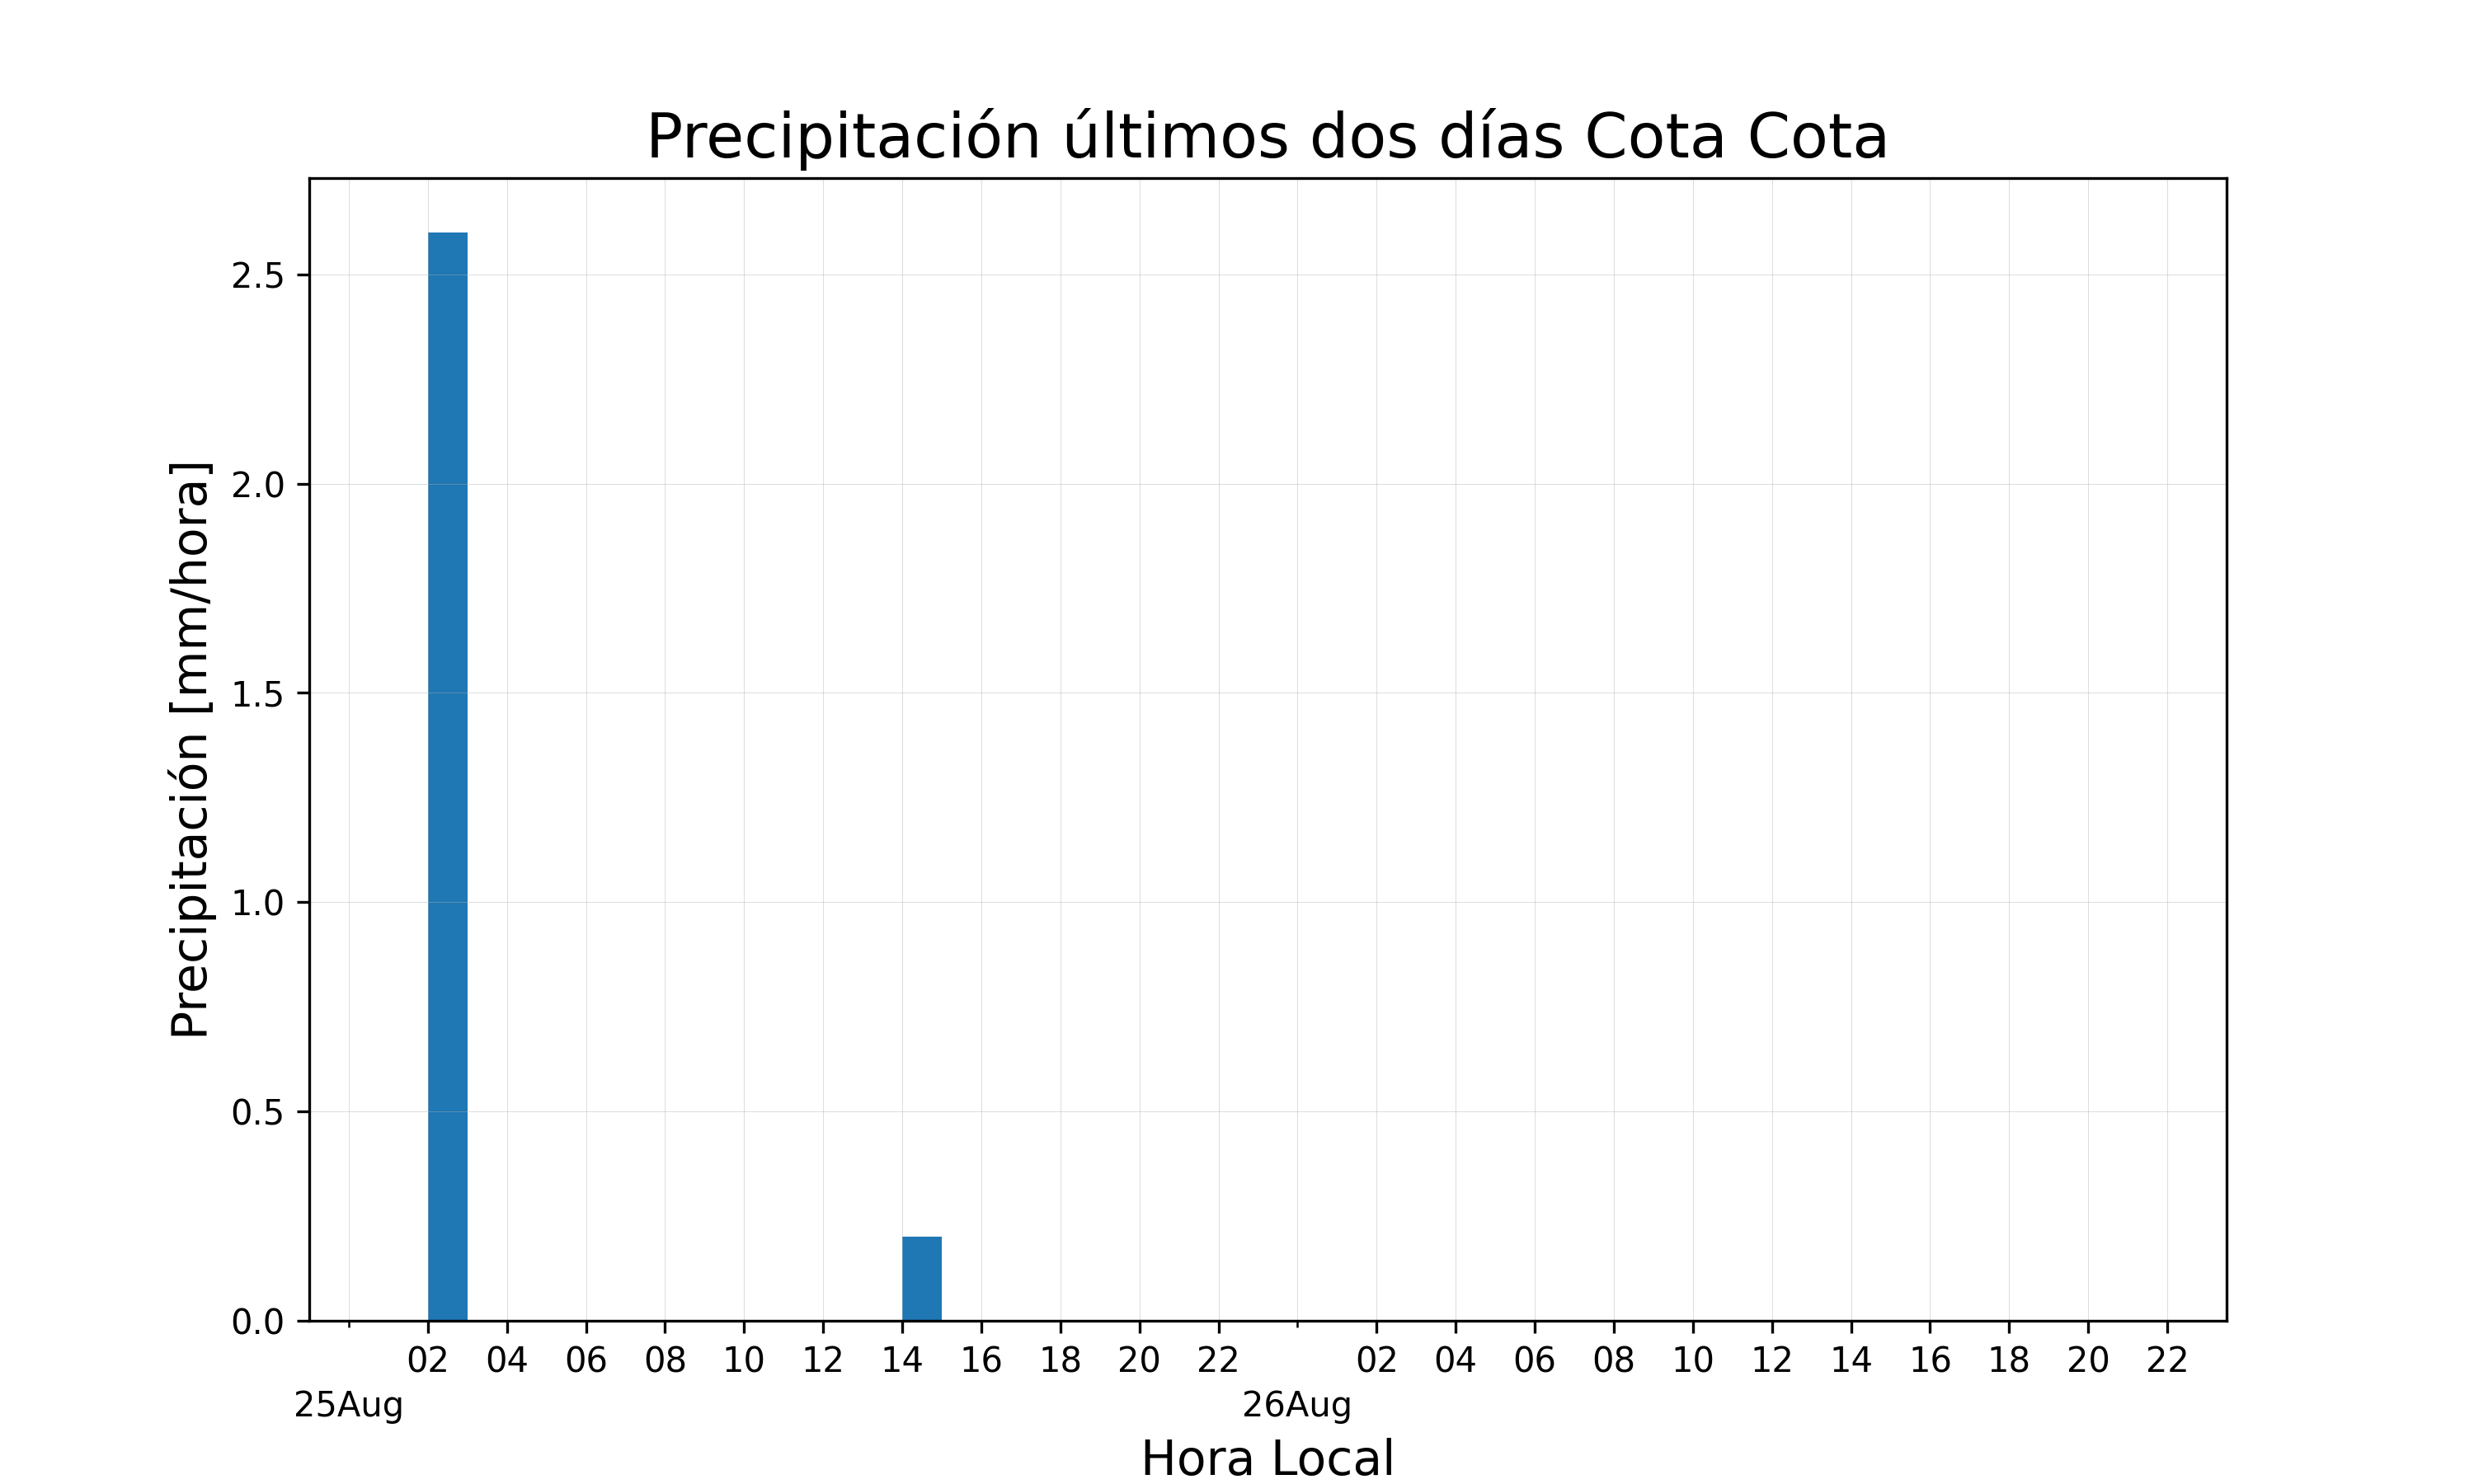 Precipitación últimos dos días Cota Cota
Precipitación [mm/hora]
2.5
2.0
1.5
1.0
0.5
0.0
02 04 06 08 10 12 14 16 18 20 22 02 04 06 08 10 12 14 16 18 20 22
25Aug 26Aug
Hora Local